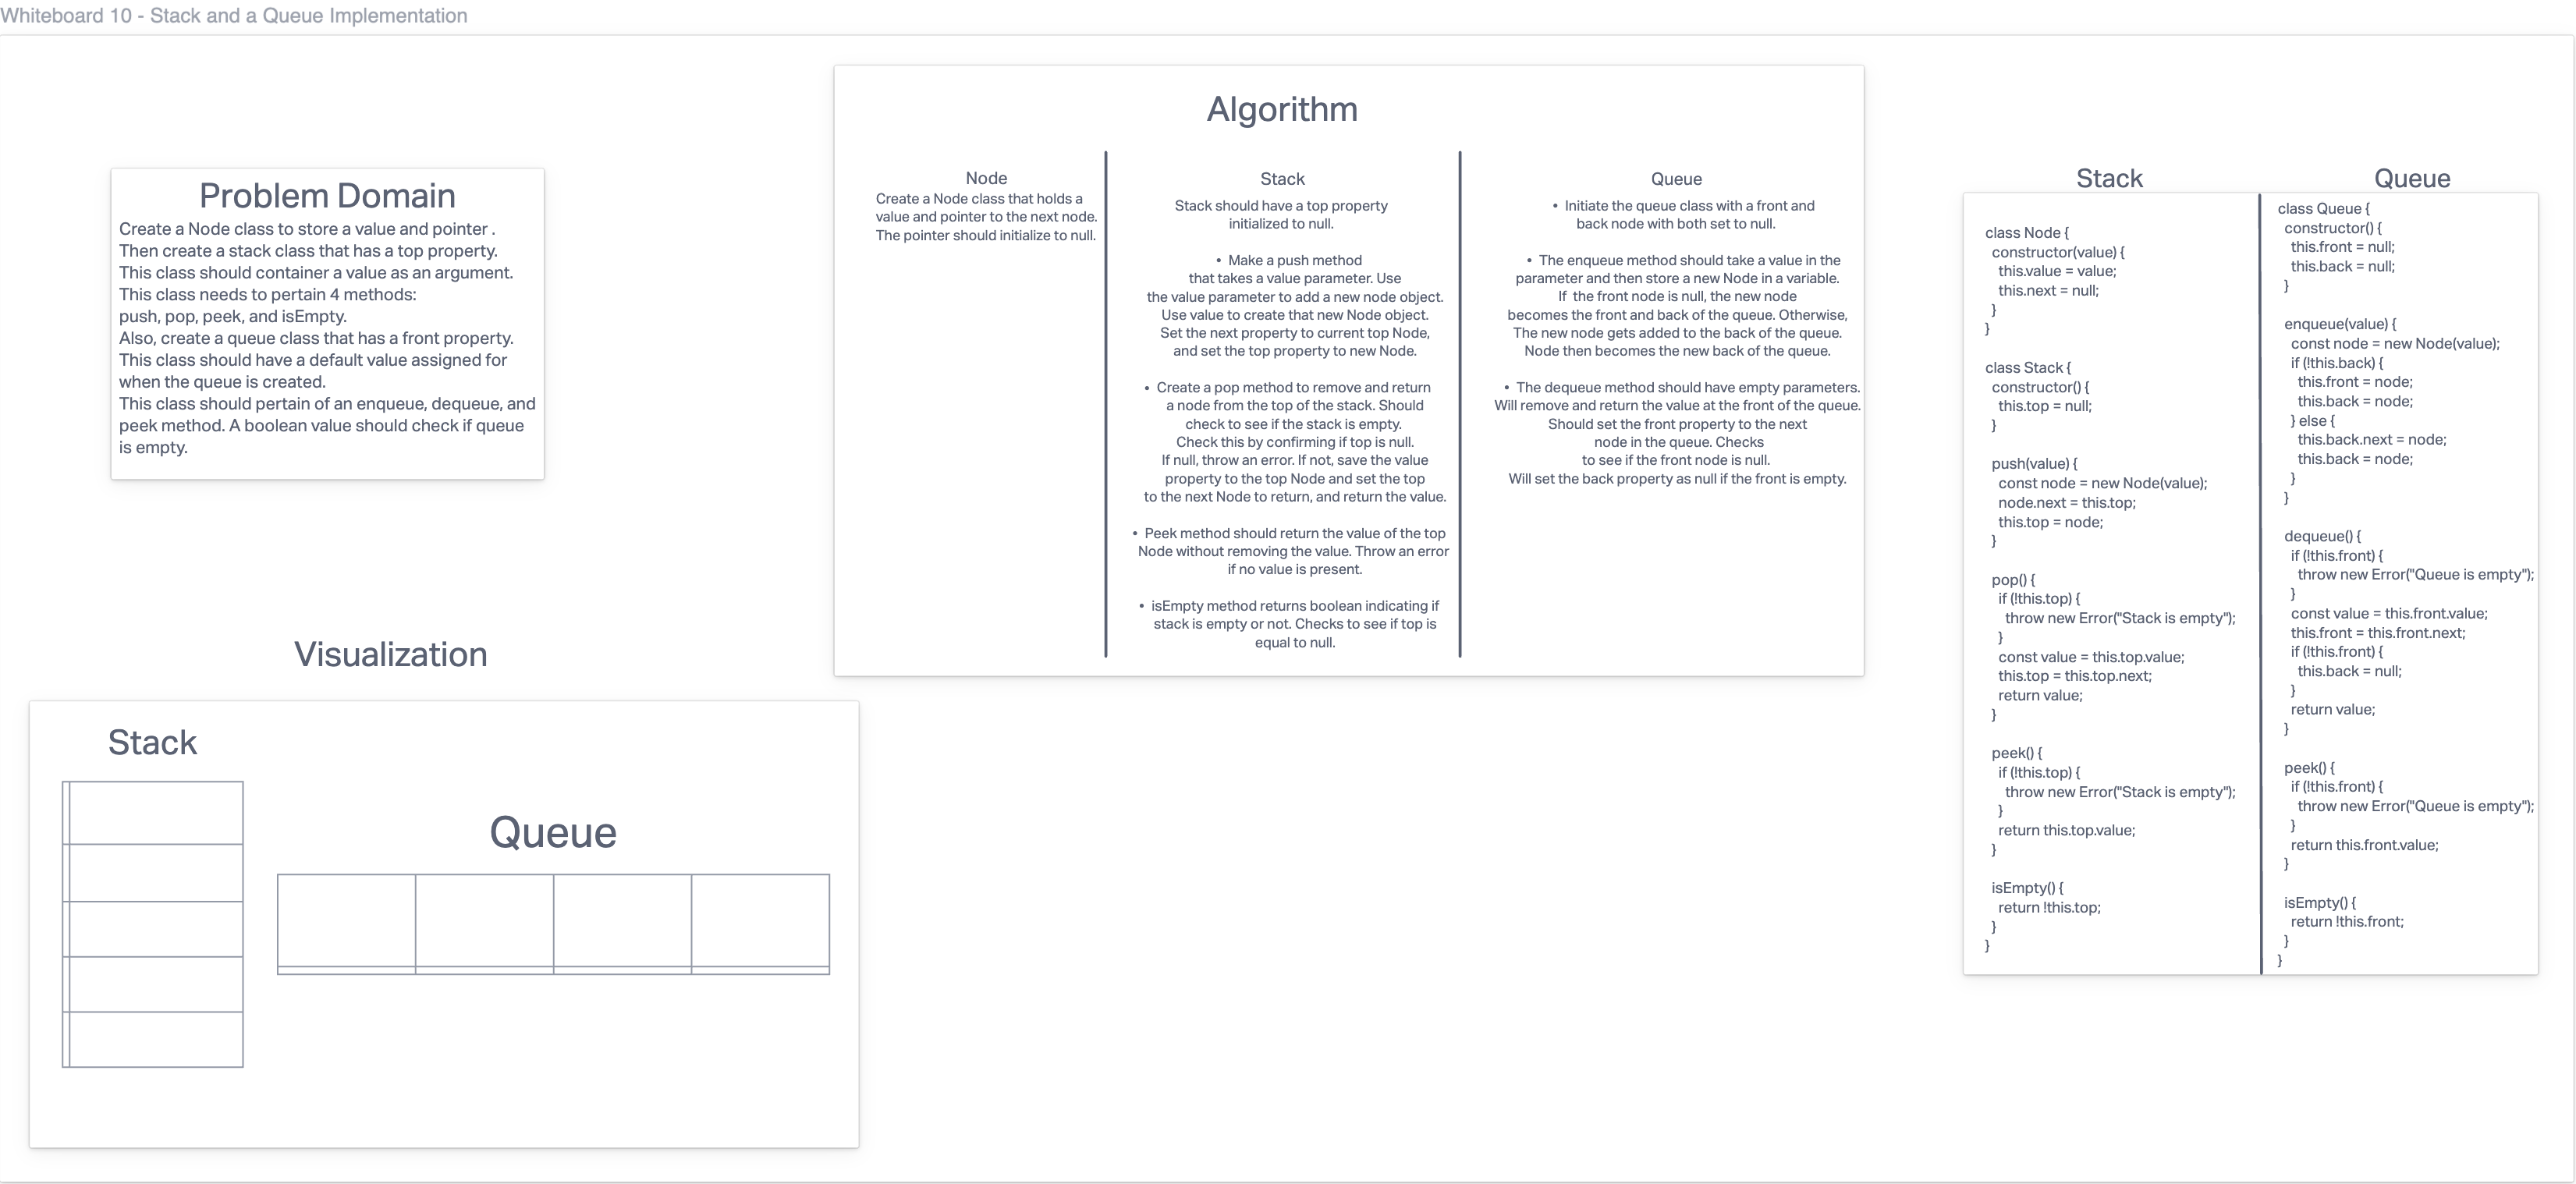 Whiteboard 10 - Stack and a Queue Implementation
Problem Domain
Create a Node class to store a value and pointer .
Then create a stack class that has a top property.
This class should container a value as an argument.
This class needs to pertain 4 methods:
push, pop, peek, and isEmpty.
Also, create a queue class that has a front property.
This class should have a default value assigned for
when the queue is created.
This class should pertain of an enqueue, dequeue, and
peek method. A boolean value should check if queue
is empty.
Visualization
Stack
Queue
Algorithm
Node
Create a Node class that holds a
value and pointer to the next node.
The pointer should initialize to null.
Stack
Stack should have a top property
initialized to null.
• Make a push method
that takes a value parameter. Use
the value parameter to add a new node object.
Use value to create that new Node object.
Set the next property to current top Node,
and set the top property to new Node.
• Create a pop method to remove and return
a node from the top of the stack. Should
check to see if the stack is empty.
Check this by confirming if top is null.
If null, throw an error. If not, save the value
property to the top Node and set the top
to the next Node to return, and return the value.
• Peek method should return the value of the top
Node without removing the value. Throw an error
if no value is present.
• isEmpty method returns boolean indicating if
stack is empty or not. Checks to see if top is
equal to null.
Queue
• Initiate the queue class with a front and
back node with both set to null.
• The enqueue method should take a value in the
parameter and then store a new Node in a variable.
If the front node is null, the new node
becomes the front and back of the queue. Otherwise,
The new node gets added to the back of the queue.
Node then becomes the new back of the queue.
• The dequeue method should have empty parameters.
Will remove and return the value at the front of the queue.
Should set the front property to the next
node in the queue. Checks
to see if the front node is null.
Will set the back property as null if the front is empty.
Stack
class Node {
constructor(value) {
this.value = value;
this.next = null;
}
}
class Stack {
constructor() {
this.top = null;
}
push(value) {
const node = new Node(value);
node.next = this.top;
this.top = node;
}
pop() {
if (!this.top) {
throw new Error("Stack is empty");
}
const value = this.top.value;
this.top = this.top.next;
return value;
}
peek() {
if (!this.top) {
throw new Error("Stack is empty");
}
return this.top.value;
}
isEmpty() {
return !this.top;
}
}
Queue
class Queue {
constructor() {
this.front = null;
this.back = null;
}
enqueue(value) {
const node = new Node(value);
if (!this.back) {
this.front = node;
this.back = node;
} else {
this.back.next = node;
this.back = node;
}
}
dequeue() {
if (!this.front) {
throw new Error("Queue is empty");
}
const value = this.front.value;
this.front = this.front.next;
if (!this.front) {
this.back = null;
}
return value;
}
peek() {
if (!this.front) {
throw new Error("Queue is empty");
}
return this.front.value;
}
isEmpty() {
return !this.front;
}
}